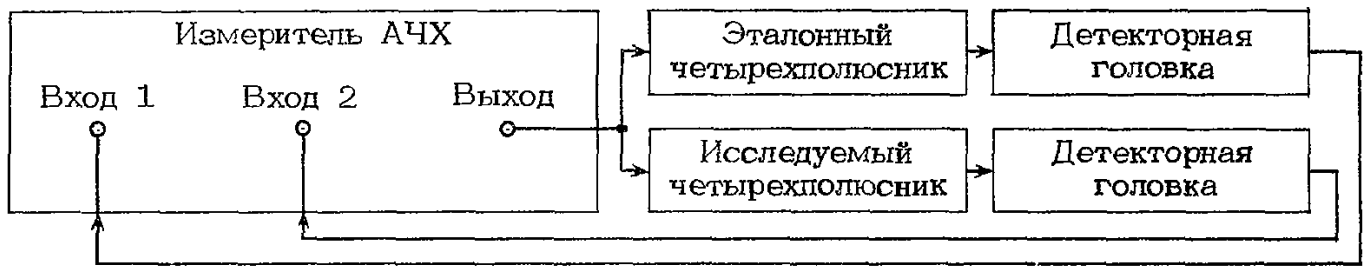 Измеритель АЧХ
Вход 1
Вход 2
Выход
Эталонный
четырехполюсник
Детекторная
головка
Исследуемый
четырехполюсник
Детекторная
головка